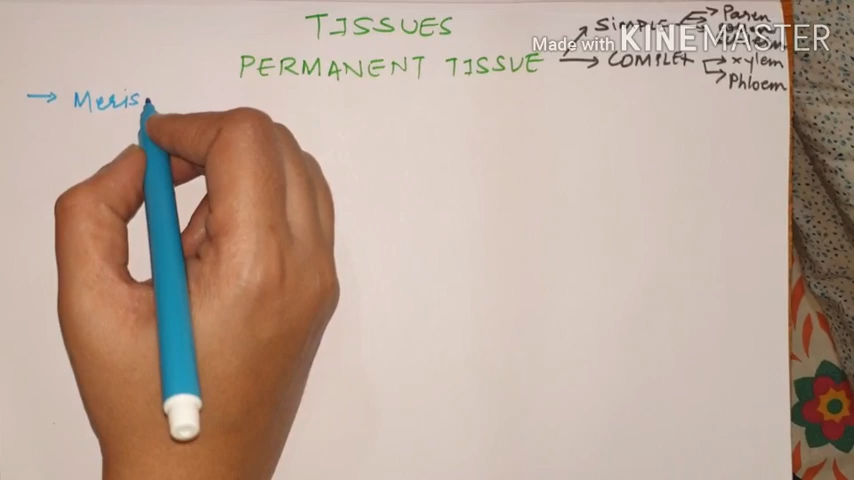 TISSUES
PERMANENT TISSUE
SIMPLE
Paren
COMPLEX
xylem
Phloem
→ Meris
Made with KINEMASTER